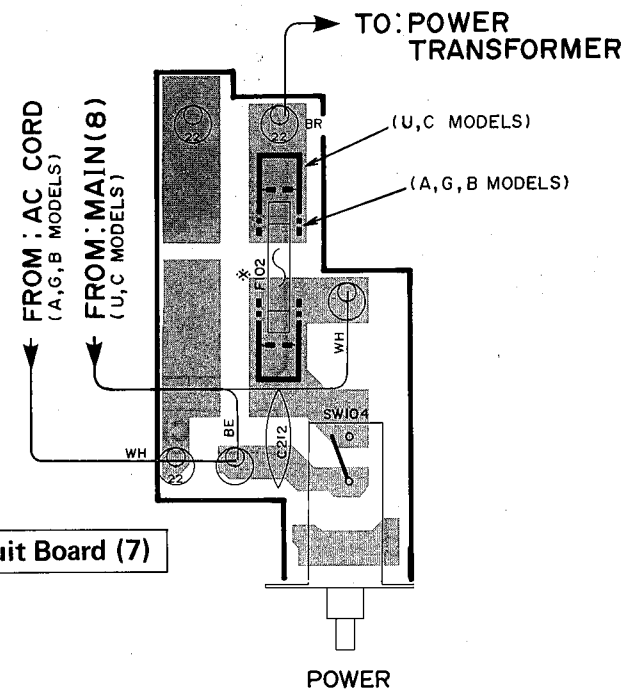 TO: POWER
TRANSFORMER
FROM: AC CORD
(A,G,B MODELS)
FROM: MAIN(8)
(U,C MODELS)
22
22
BR
(U,C MODELS)
(A,G,B MODELS)
※
F102
WH
BE
WH
22
C212
SW104
uit Board (7)
POWER